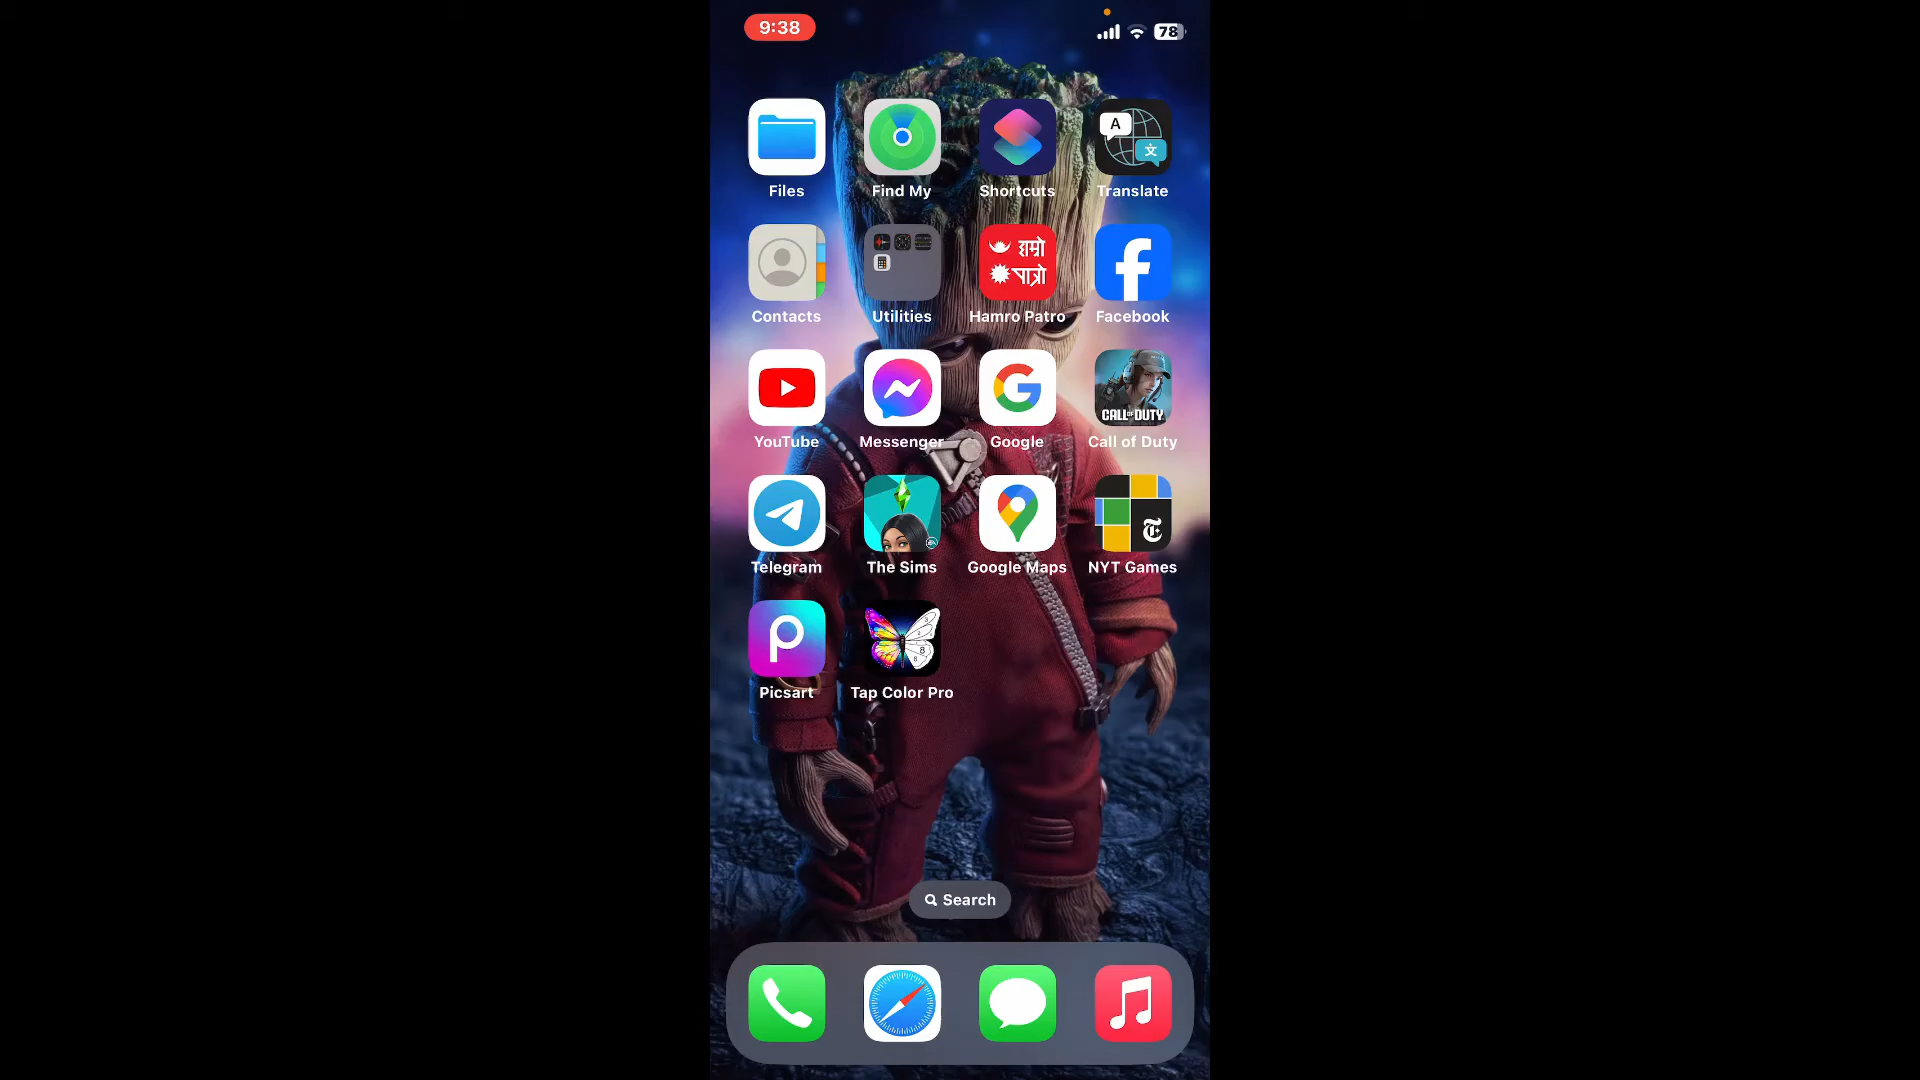 9:38
78
A
文
Files
Find My
Shortcuts
Translate
हाम्रो
पात्रो
Contacts
Utilities
Hamro Patro
Facebook
CALL OF DUTY
YouTube
Messenger
Google
Call of Duty
Telegram
The Sims
Google Maps
NYT Games
Picsart
Tap Color Pro
Search